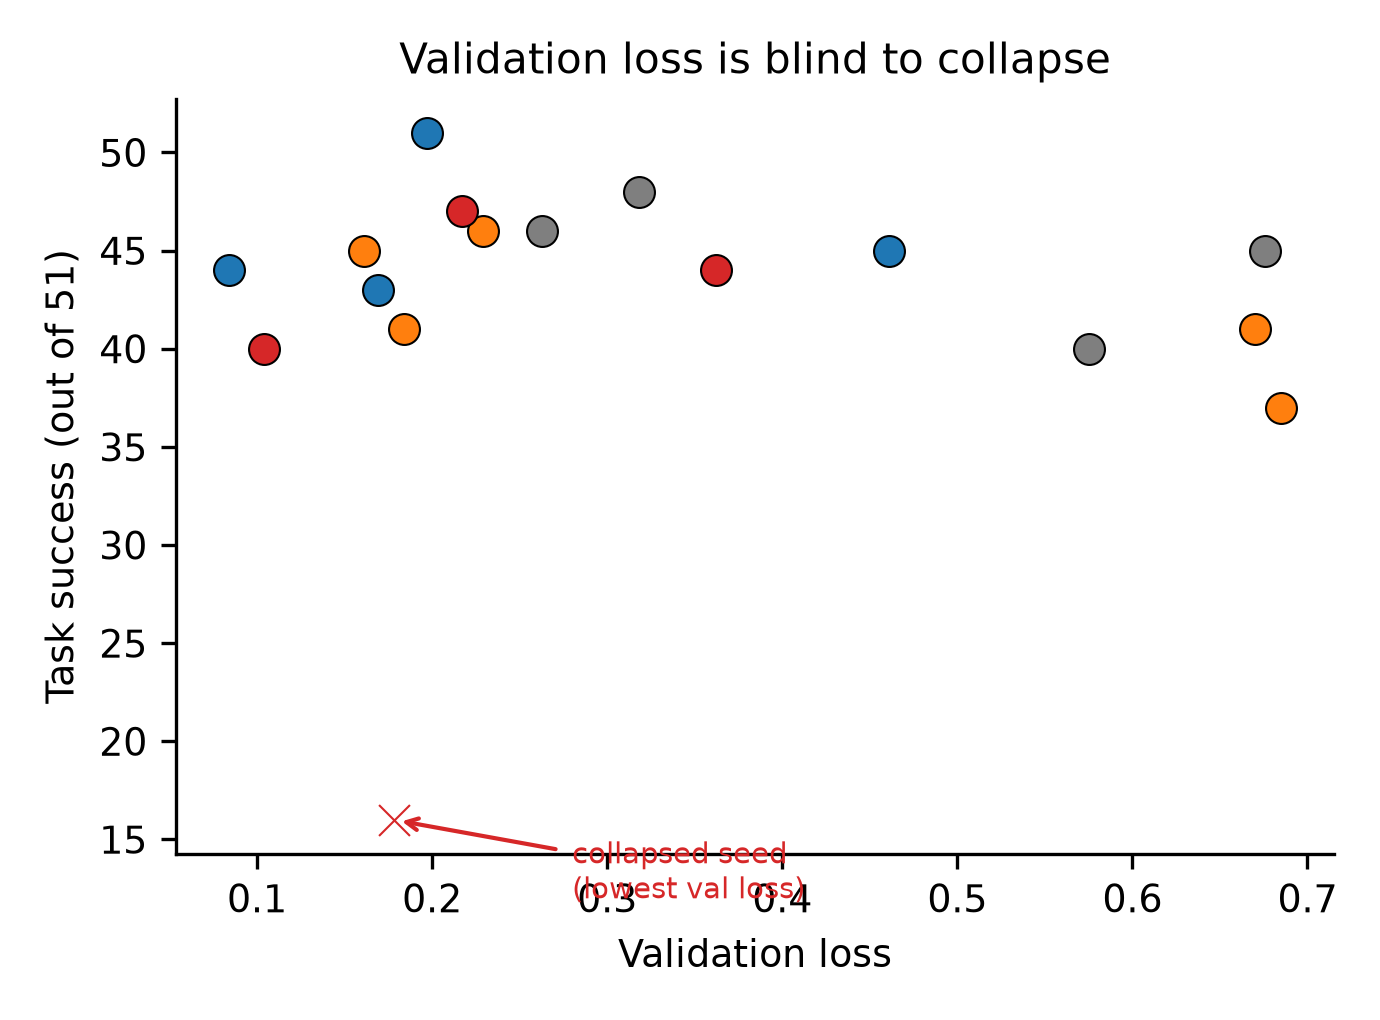 Validation loss is blind to collapse
Task success (out of 51)
50
45
40
35
30
25
20
15
collapsed seed
(lowest val loss)
0.1 0.2 0.3 0.4 0.5 0.6 0.7
Validation loss